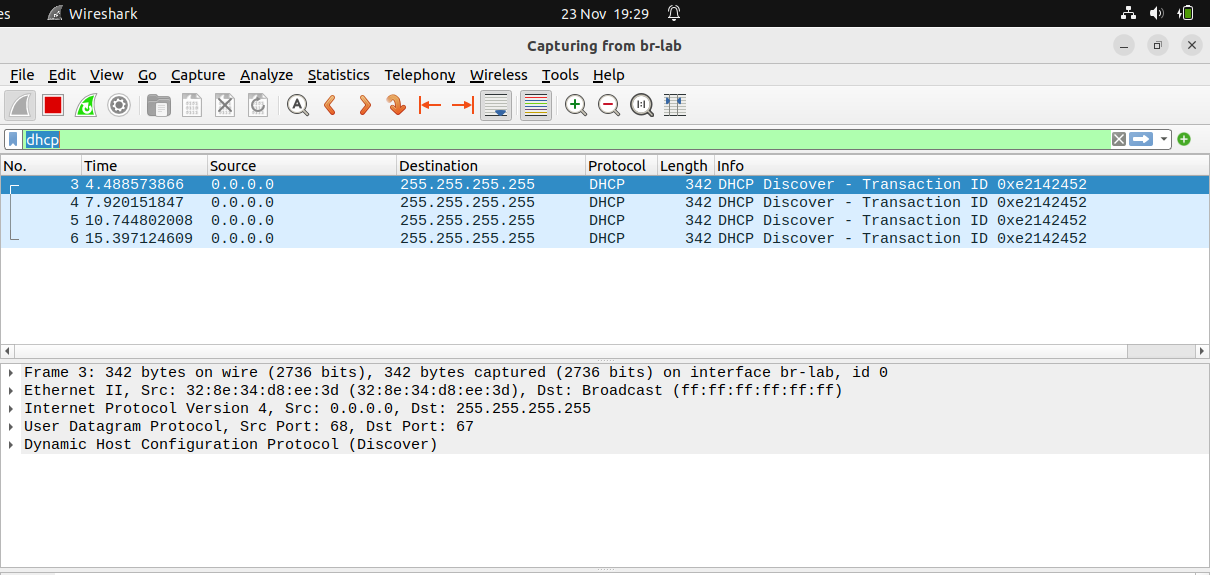 es Wireshark 23 Nov 19:29
Capturing from br-lab
File Edit View Go Capture Analyze Statistics Telephony Wireless Tools Help
dhcp
No. Time Source Destination Protocol Length Info
3 4.488573866 0.0.0.0 255.255.255.255 DHCP 342 DHCP Discover - Transaction ID 0xe2142452
4 7.920151847 0.0.0.0 255.255.255.255 DHCP 342 DHCP Discover - Transaction ID 0xe2142452
5 10.744802008 0.0.0.0 255.255.255.255 DHCP 342 DHCP Discover - Transaction ID 0xe2142452
6 15.397124609 0.0.0.0 255.255.255.255 DHCP 342 DHCP Discover - Transaction ID 0xe2142452
Frame 3: 342 bytes on wire (2736 bits), 342 bytes captured (2736 bits) on interface br-lab, id 0
Ethernet II, Src: 32:8e:34:d8:ee:3d (32:8e:34:d8:ee:3d), Dst: Broadcast (ff:ff:ff:ff:ff:ff)
Internet Protocol Version 4, Src: 0.0.0.0, Dst: 255.255.255.255
User Datagram Protocol, Src Port: 68, Dst Port: 67
Dynamic Host Configuration Protocol (Discover)